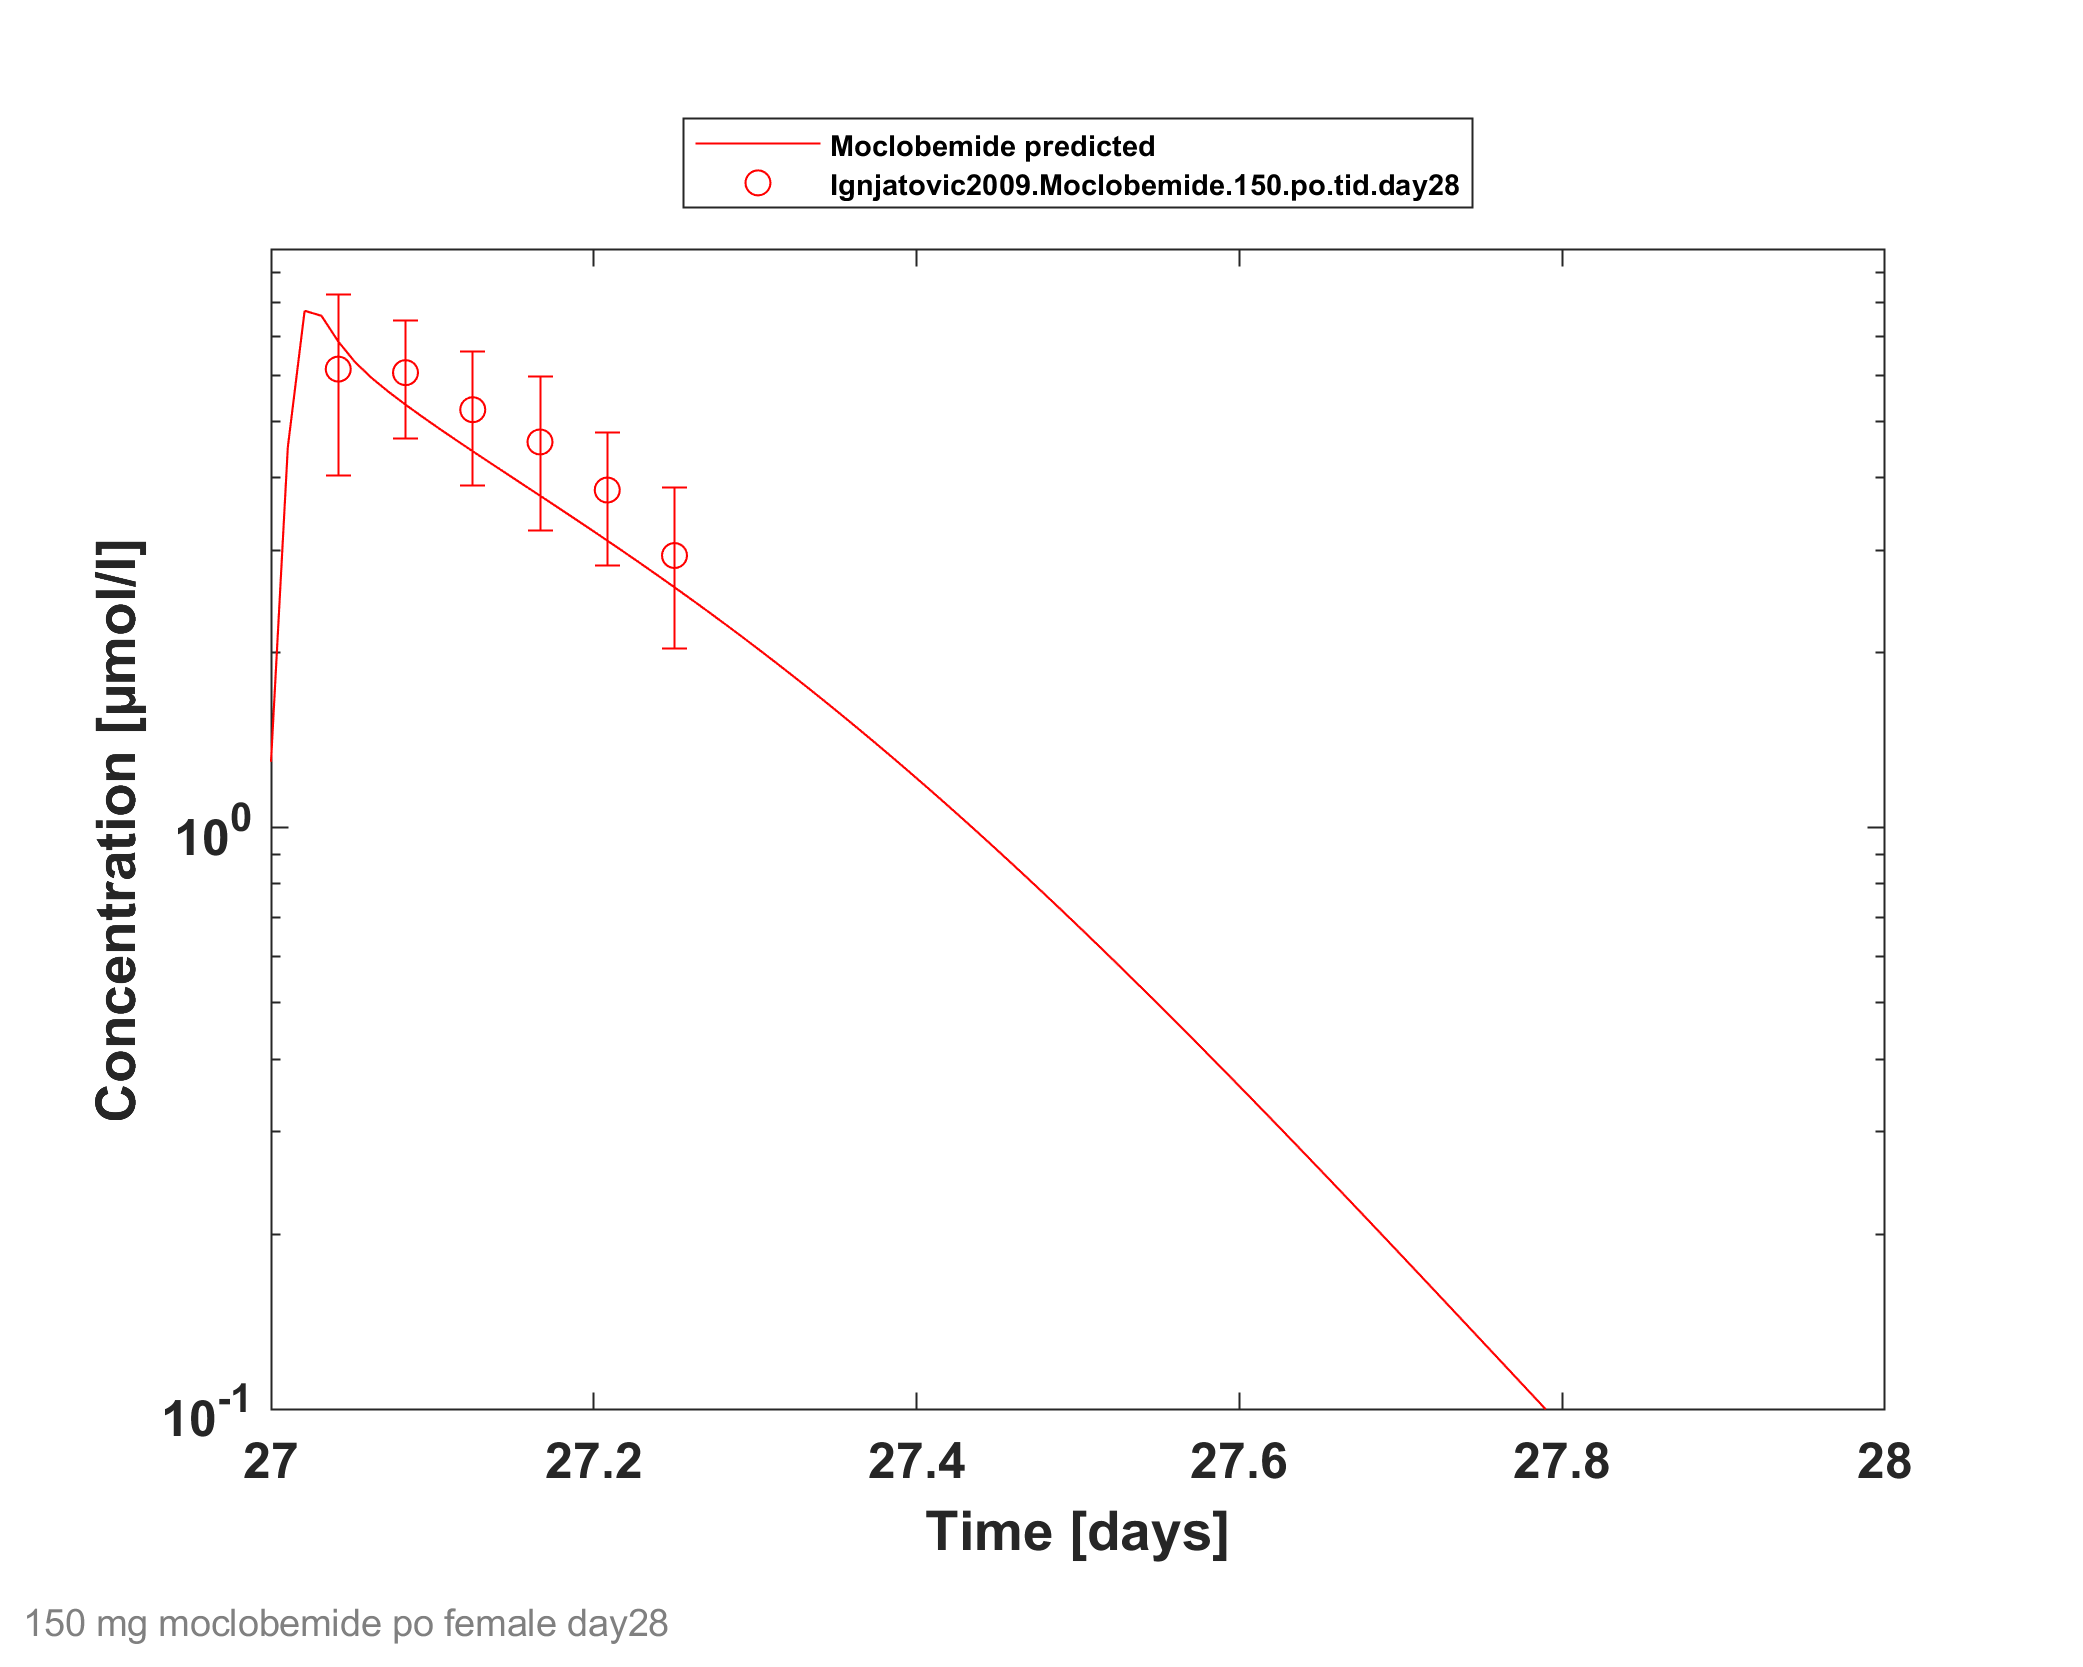 Moclobemide predicted
Ignjatovic2009.Moclobemide.150.po.tid.day28
Concentration [µmol/l]
10^0
10^-1
27 27.2 27.4 27.6 27.8 28
Time [days]
150 mg moclobemide po female day28